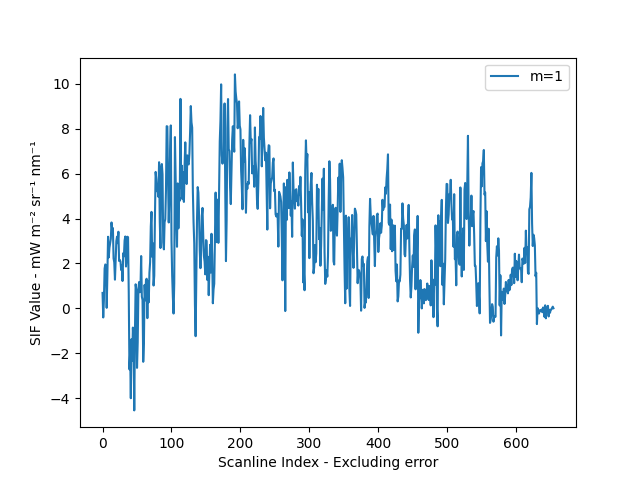 m=1
SIF Value - mW m⁻² sr⁻¹ nm⁻¹
10
8
6
4
2
0
−2
−4
0 100 200 300 400 500 600
Scanline Index - Excluding error